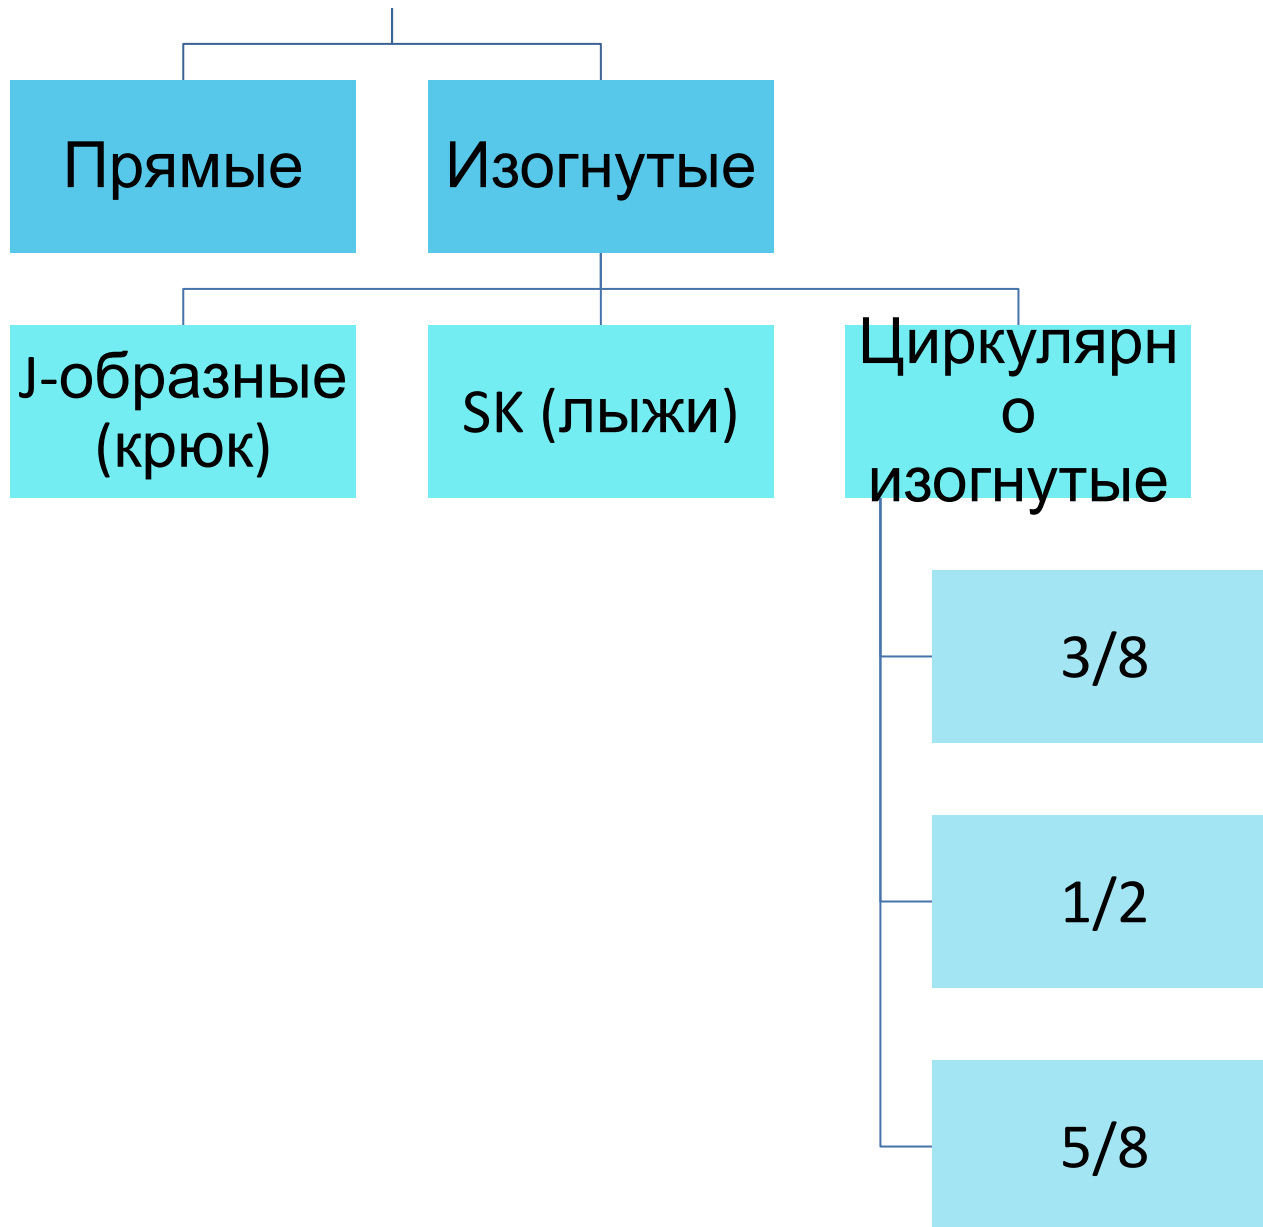 Прямые
Изогнутые
J-образные
(крюк)
SK (лыжи)
Циркулярн
о
изогнутые
3/8
1/2
5/8